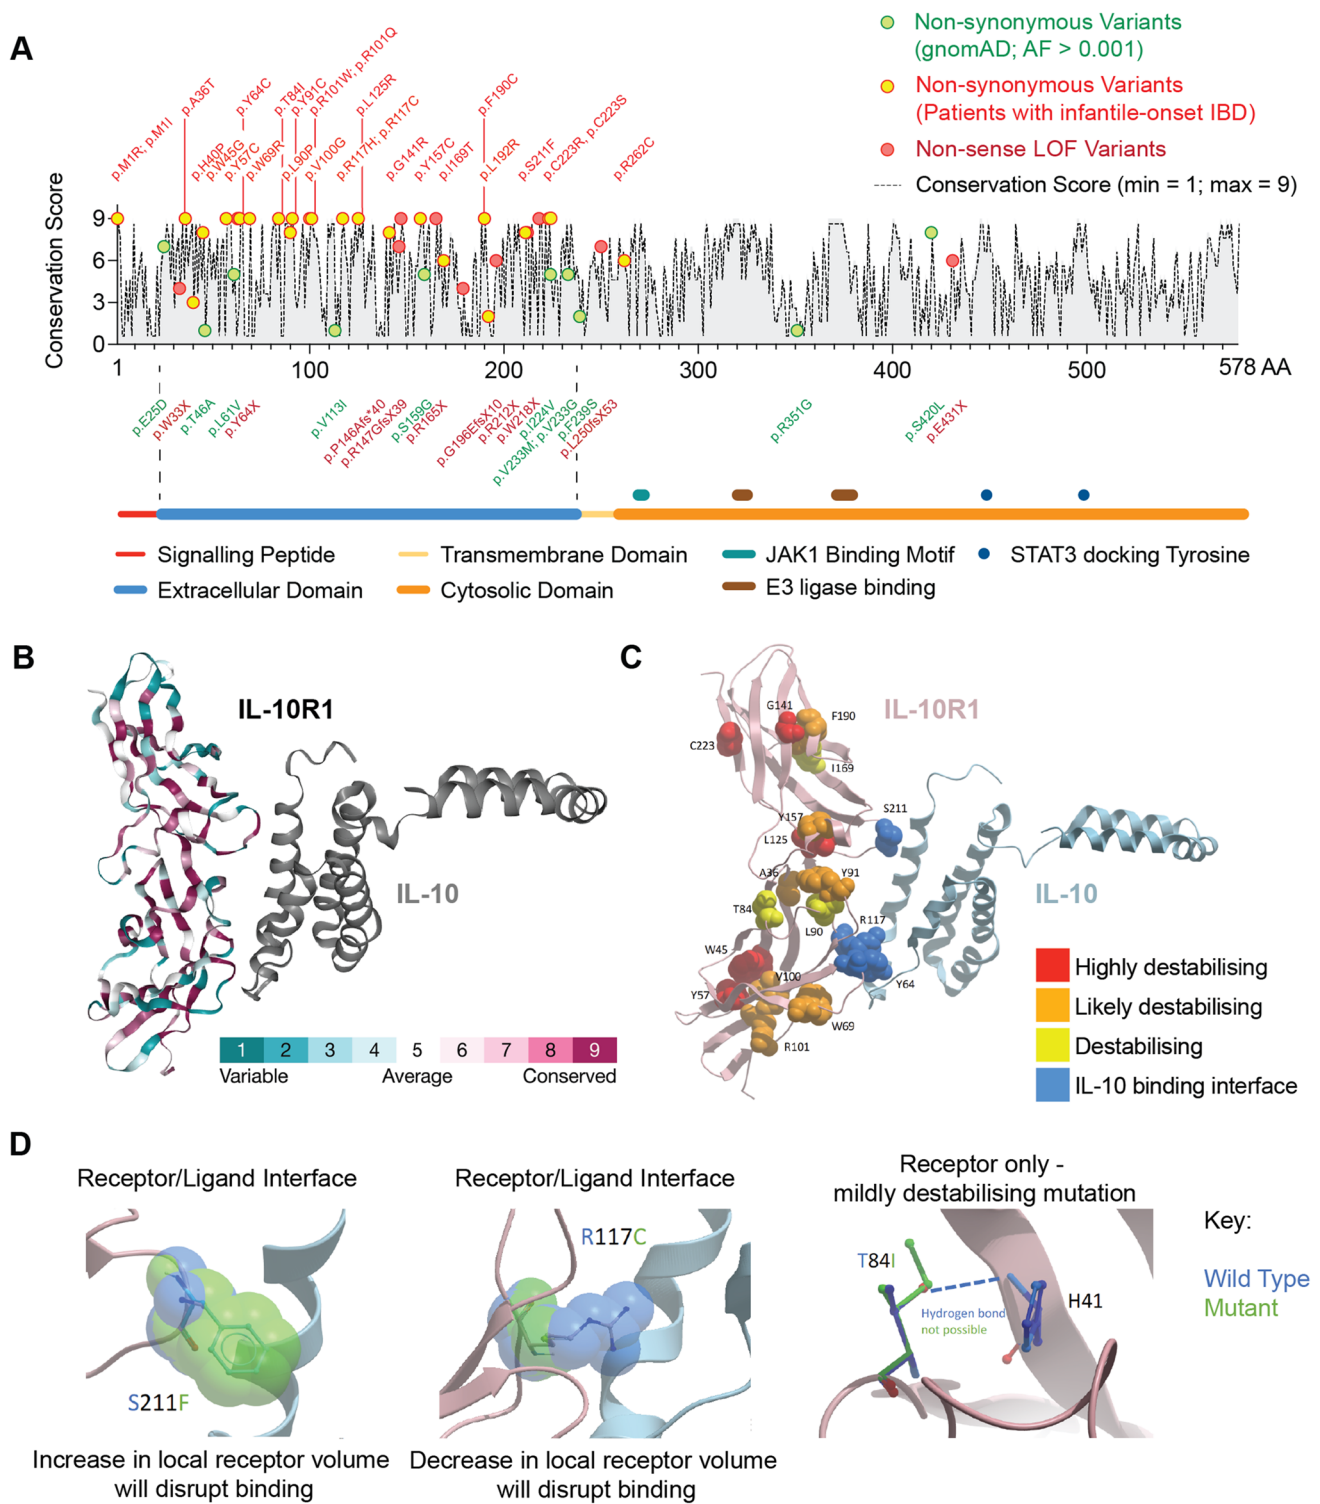 A
Non-synonymous Variants
(gnomAD; AF > 0.001)
Non-synonymous Variants
(Patients with infantile-onset IBD)
Non-sense LOF Variants
Conservation Score (min = 1; max = 9)
p.M1R; p.M1I
p.A36T
p.H40P
p.W45G
p.Y57C
p.Y64C
p.W69R
p.T84I
p.L90P
p.Y91C
p.V100G
p.R101W; p.R101Q
p.R117H; p.R117C
p.L125R
p.G141R
p.Y157C
p.I169T
p.F190C
p.L192R
p.S211F
p.C223R, p.C223S
p.R262C
Conservation Score
9
6
3
0
1
100
200
300
400
500
578 AA
p.E25D
p.W33X
p.T46A
p.L61V
p.Y64X
p.V113I
p.P146Afs*40
p.R147GfsX39
p.S159G
p.R165X
p.G196EfsX10
p.R212X
p.W218X
p.I224V
p.V233M; p.V233G
p.F239S
p.L250fsX53
p.R351G
p.S420L
p.E431X
Signalling Peptide
Transmembrane Domain
JAK1 Binding Motif
STAT3 docking Tyrosine
Extracellular Domain
Cytosolic Domain
E3 ligase binding
B
IL-10R1
IL-10
1 2 3 4 5 6 7 8 9
Variable Average Conserved
C
IL-10R1
G141
F190
C223
I169
Y157
S211
L125
A36
Y91
T84
L90
R117
W45
V100
Y57
Y64
W69
R101
IL-10
Highly destabilising
Likely destabilising
Destabilising
IL-10 binding interface
D
Receptor/Ligand Interface
S211F
Increase in local receptor volume
will disrupt binding
Receptor/Ligand Interface
R117C
Decrease in local receptor volume
will disrupt binding
Receptor only -
mildly destabilising mutation
T84I
H41
Hydrogen bond
not possible
Key:
Wild Type
Mutant